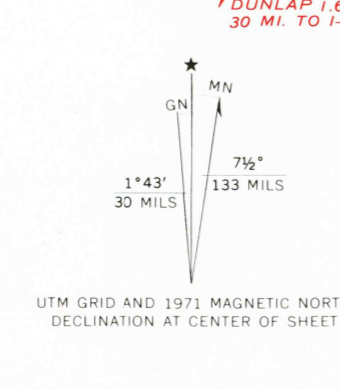 DUNLAP 1.6
30 MI. TO I-
★
MN
GN
7½°
1°43′
133 MILS
30 MILS
UTM GRID AND 1971 MAGNETIC NORT
DECLINATION AT CENTER OF SHEET